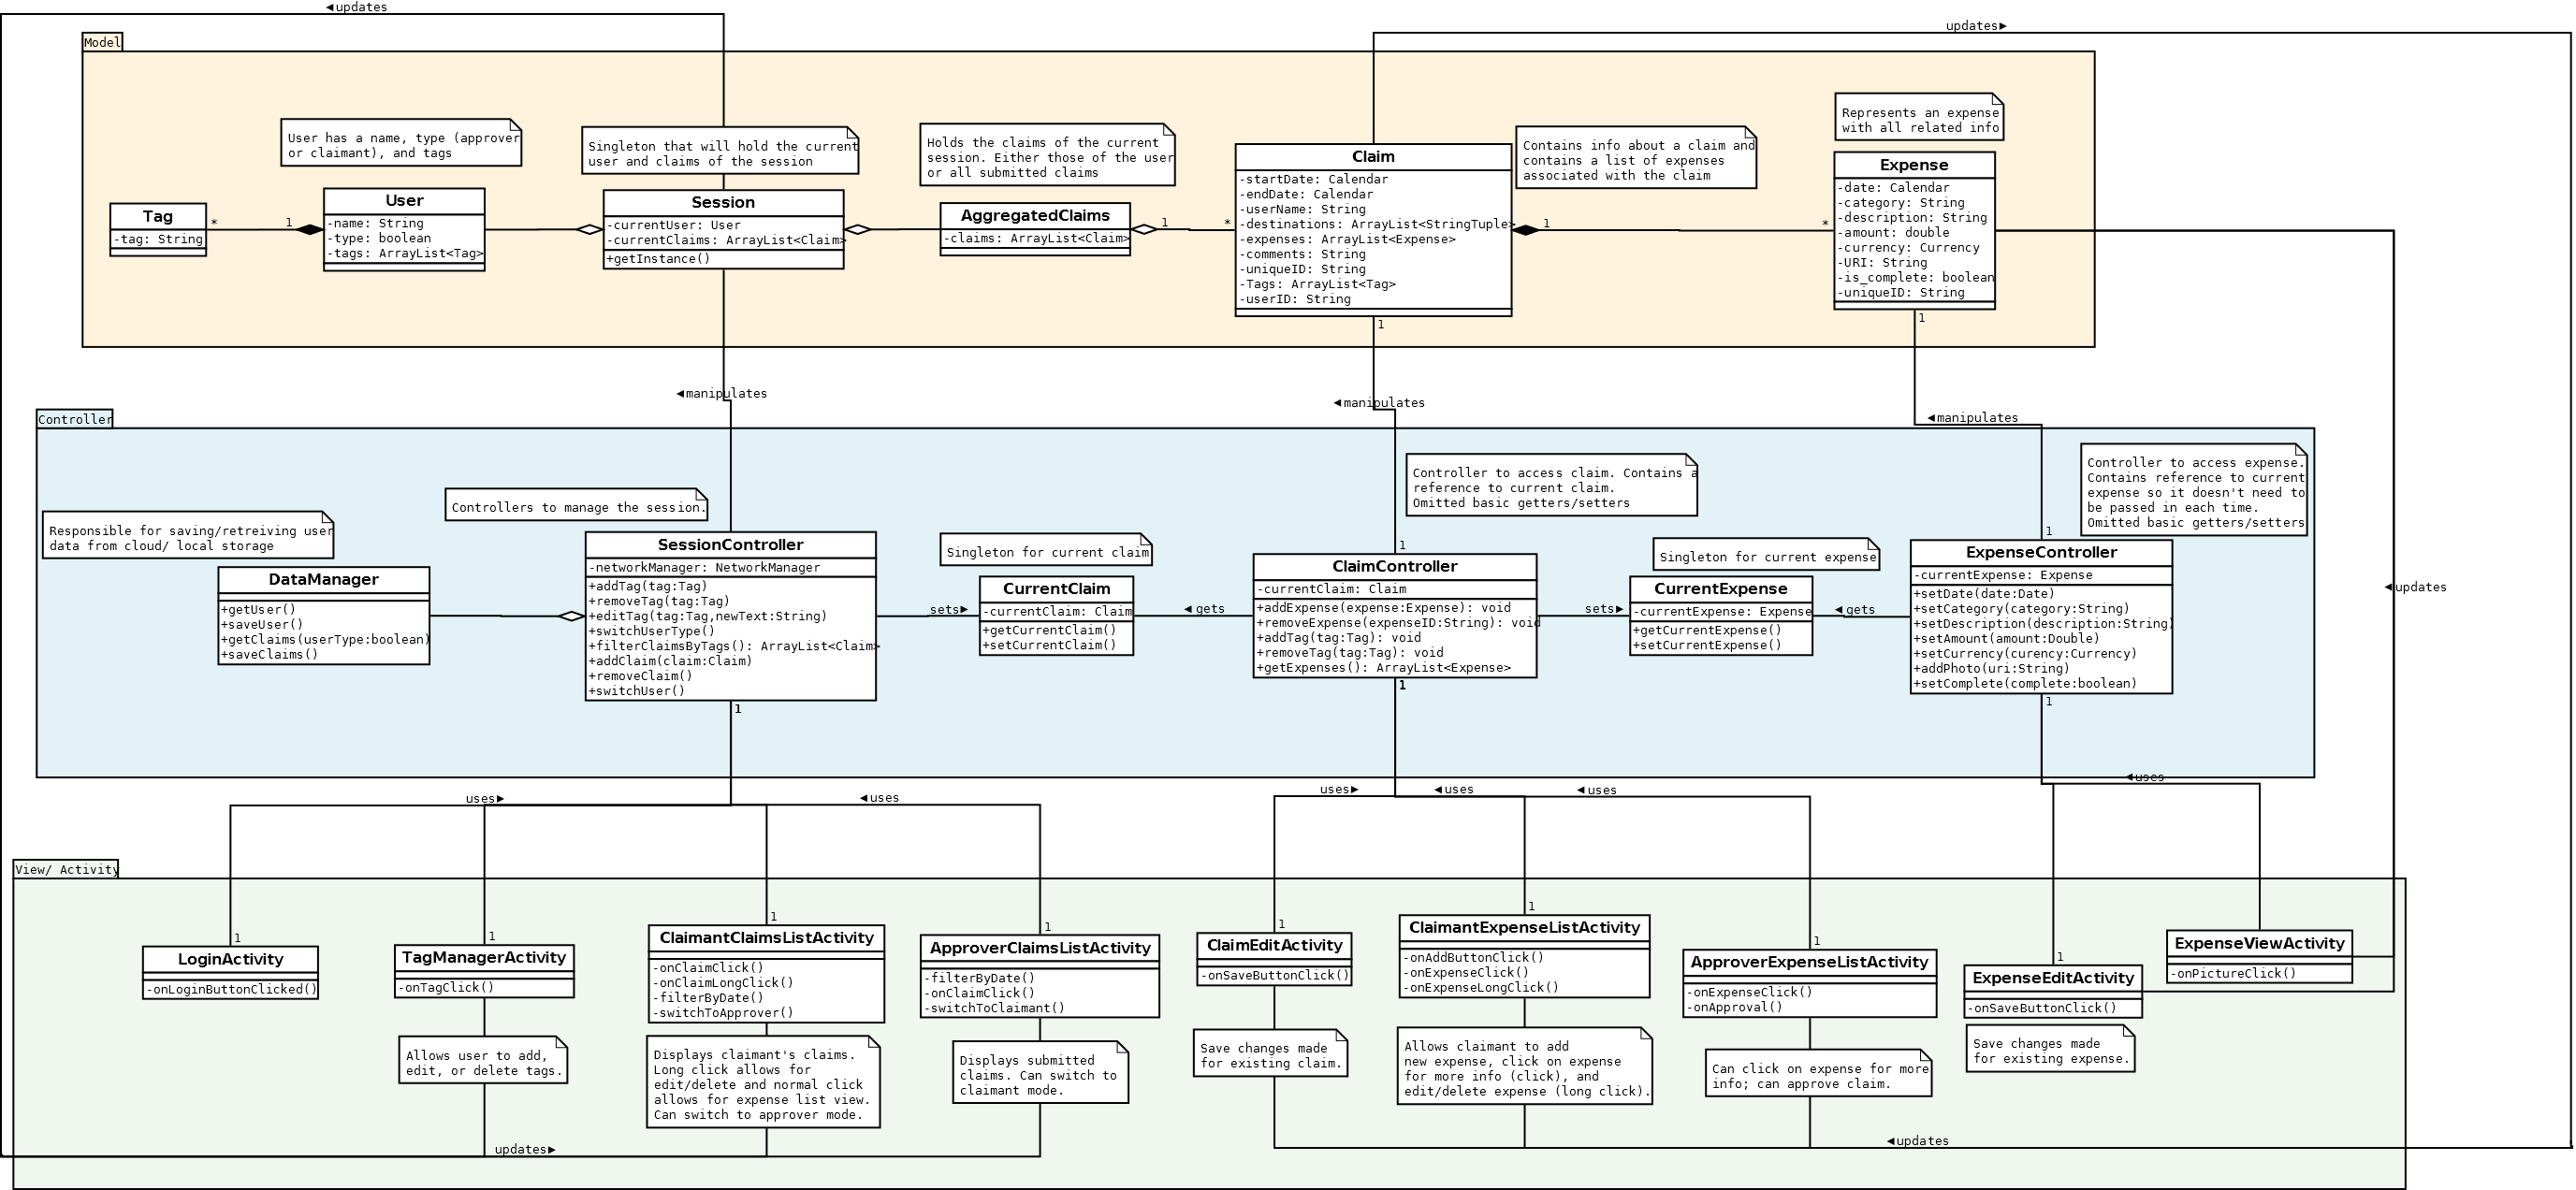 ◄updates
updates►
Model
User has a name, type (approver
or claimant), and tags
Singleton that will hold the current
user and claims of the session
Holds the claims of the current
session. Either those of the user
or all submitted claims
Contains info about a claim and
contains a list of expenses
associated with the claim
Represents an expense
with all related info
Tag
-tag: String
*
1
User
-name: String
-type: boolean
-tags: ArrayList<Tag>
Session
-currentUser: User
-currentClaims: ArrayList<Claim>
+getInstance()
AggregatedClaims
-claims: ArrayList<Claim>
1
*
Claim
-startDate: Calendar
-endDate: Calendar
-userName: String
-destinations: ArrayList<StringTuple>
-expenses: ArrayList<Expense>
-comments: String
-uniqueID: String
-Tags: ArrayList<Tag>
-userID: String
1
1
*
Expense
-date: Calendar
-category: String
-description: String
-amount: double
-currency: Currency
-URI: String
-is_complete: boolean
-uniqueID: String
1
◄manipulates
◄manipulates
◄manipulates
Controller
Responsible for saving/retreiving user
data from cloud/ local storage
Controllers to manage the session.
Singleton for current claim
Controller to access claim. Contains a
reference to current claim.
Omitted basic getters/setters
Singleton for current expense
Controller to access expense.
Contains reference to current
expense so it doesn't need to
be passed in each time.
Omitted basic getters/setters
DataManager
+getUser()
+saveUser()
+getClaims(userType:boolean)
+saveClaims()
SessionController
-networkManager: NetworkManager
+addTag(tag:Tag)
+removeTag(tag:Tag)
+editTag(tag:Tag,newText:String)
+switchUserType()
+filterClaimsByTags(): ArrayList<Claim>
+addClaim(claim:Claim)
+removeClaim()
+switchUser()
1
sets►
CurrentClaim
-currentClaim: Claim
+getCurrentClaim()
+setCurrentClaim()
◄gets
1
ClaimController
-currentClaim: Claim
+addExpense(expense:Expense): void
+removeExpense(expenseID:String): void
+addTag(tag:Tag): void
+removeTag(tag:Tag): void
+getExpenses(): ArrayList<Expense>
1
sets►
CurrentExpense
-currentExpense: Expense
+getCurrentExpense()
+setCurrentExpense()
◄gets
1
ExpenseController
-currentExpense: Expense
+setDate(date:Date)
+setCategory(category:String)
+setDescription(description:String)
+setAmount(amount:Double)
+setCurrency(curency:Currency)
+addPhoto(uri:String)
+setComplete(complete:boolean)
1
◄updates
uses►
◄uses
uses►
◄uses
◄uses
◄uses
View/ Activity
1
LoginActivity
-onLoginButtonClicked()
1
TagManagerActivity
-onTagClick()
Allows user to add,
edit, or delete tags.
1
ClaimantClaimsListActivity
-onClaimClick()
-onClaimLongClick()
-filterByDate()
-switchToApprover()
Displays claimant's claims.
Long click allows for
edit/delete and normal click
allows for expense list view.
Can switch to approver mode.
1
ApproverClaimsListActivity
-filterByDate()
-onClaimClick()
-switchToClaimant()
Displays submitted
claims. Can switch to
claimant mode.
1
ClaimEditActivity
-onSaveButtonClick()
Save changes made
for existing claim.
1
ClaimantExpenseListActivity
-onAddButtonClick()
-onExpenseClick()
-onExpenseLongClick()
Allows claimant to add
new expense, click on expense
for more info (click), and
edit/delete expense (long click).
1
ApproverExpenseListActivity
-onExpenseClick()
-onApproval()
Can click on expense for more
info; can approve claim.
1
ExpenseEditActivity
-onSaveButtonClick()
Save changes made
for existing expense.
ExpenseViewActivity
-onPictureClick()
updates►
◄updates